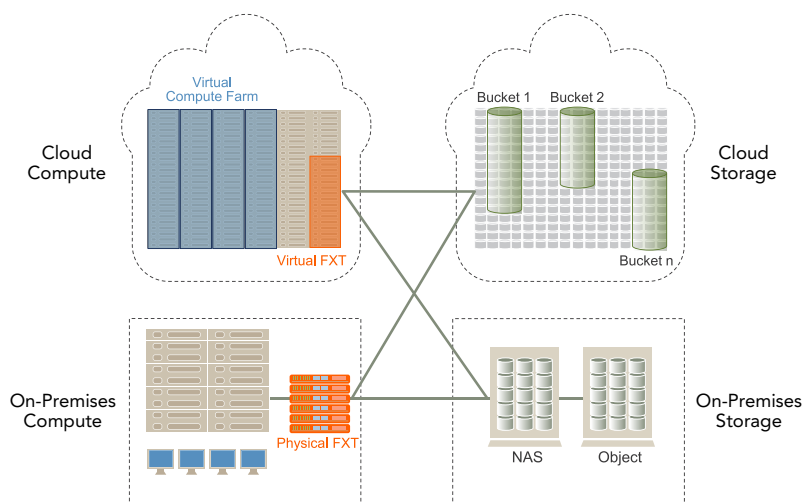 Virtual
Compute Farm
Bucket 1
Bucket 2
Cloud
Compute
Cloud
Storage
Virtual FXT
Bucket n
On-Premises
Compute
On-Premises
Storage
Physical FXT
NAS
Object